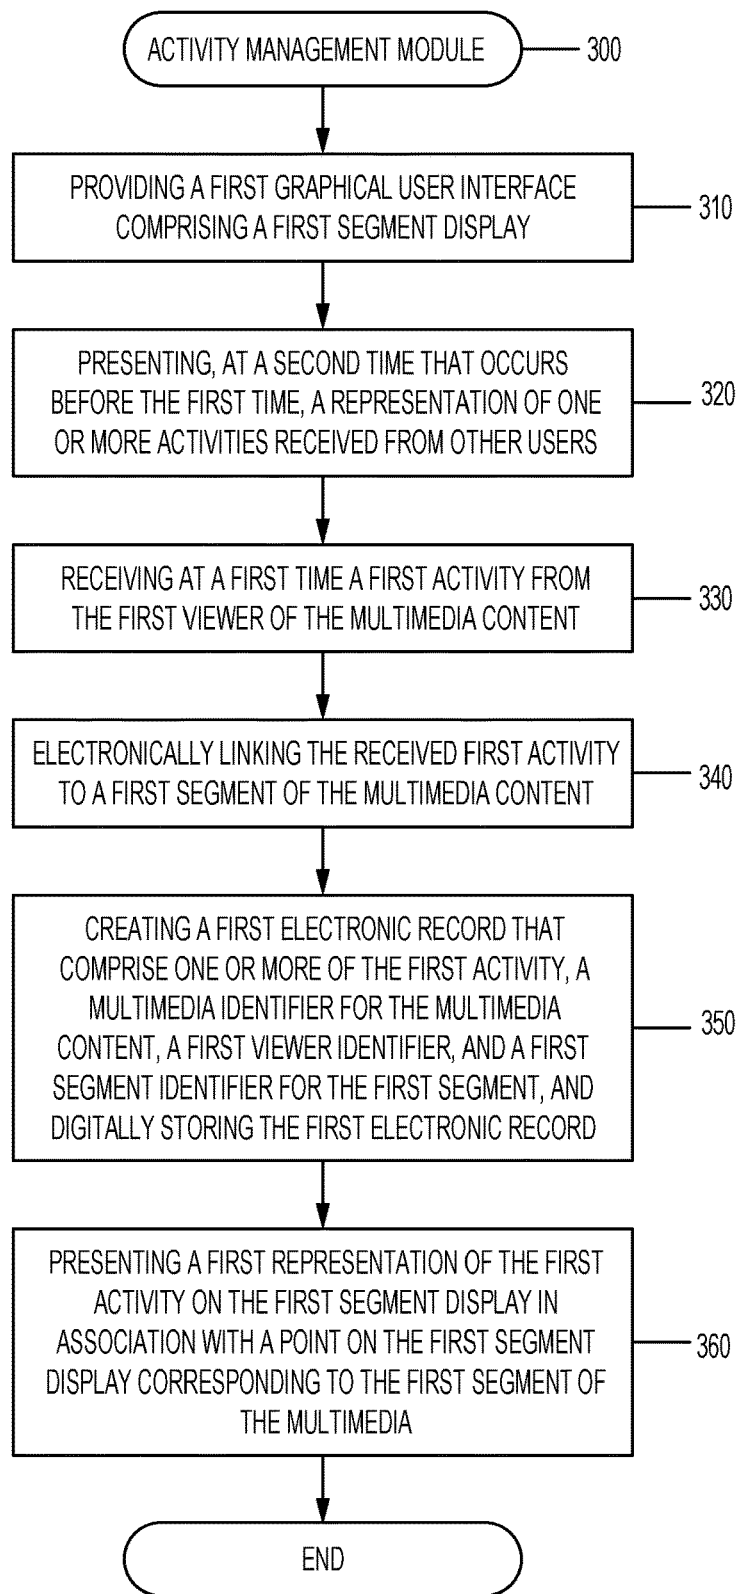 ACTIVITY MANAGEMENT MODULE
300
PROVIDING A FIRST GRAPHICAL USER INTERFACE
COMPRISING A FIRST SEGMENT DISPLAY
310
PRESENTING, AT A SECOND TIME THAT OCCURS
BEFORE THE FIRST TIME, A REPRESENTATION OF ONE
OR MORE ACTIVITIES RECEIVED FROM OTHER USERS
320
RECEIVING AT A FIRST TIME A FIRST ACTIVITY FROM
THE FIRST VIEWER OF THE MULTIMEDIA CONTENT
330
ELECTRONICALLY LINKING THE RECEIVED FIRST ACTIVITY
TO A FIRST SEGMENT OF THE MULTIMEDIA CONTENT
340
CREATING A FIRST ELECTRONIC RECORD THAT
COMPRISE ONE OR MORE OF THE FIRST ACTIVITY, A
MULTIMEDIA IDENTIFIER FOR THE MULTIMEDIA
CONTENT, A FIRST VIEWER IDENTIFIER, AND A FIRST
SEGMENT IDENTIFIER FOR THE FIRST SEGMENT, AND
DIGITALLY STORING THE FIRST ELECTRONIC RECORD
350
PRESENTING A FIRST REPRESENTATION OF THE FIRST
ACTIVITY ON THE FIRST SEGMENT DISPLAY IN
ASSOCIATION WITH A POINT ON THE FIRST SEGMENT
DISPLAY CORRESPONDING TO THE FIRST SEGMENT OF
THE MULTIMEDIA
360
END